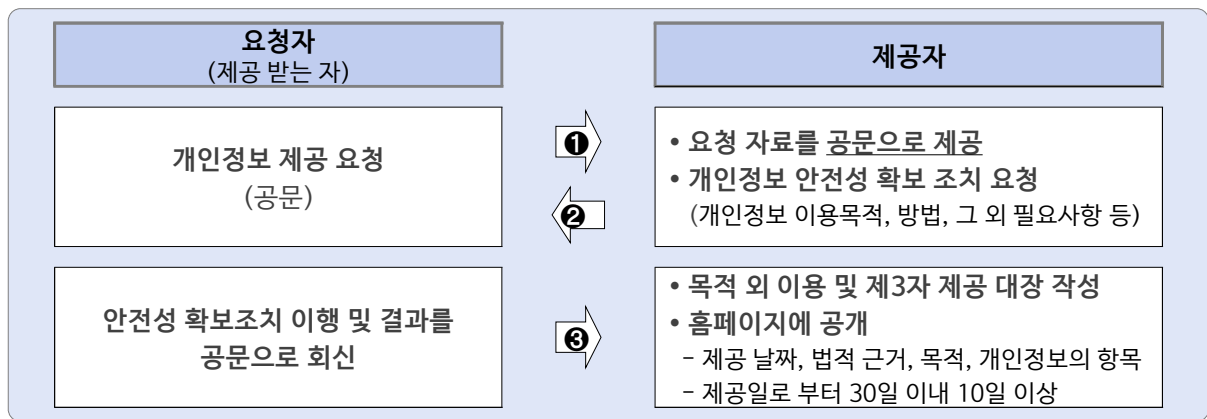 요청자
(제공 받는 자)
제공자
개인정보 제공 요청
(공문)
❶
❷
• 요청 자료를 공문으로 제공
• 개인정보 안전성 확보 조치 요청
(개인정보 이용목적, 방법, 그 외 필요사항 등)
안전성 확보조치 이행 및 결과를
공문으로 회신
❸
• 목적 외 이용 및 제3자 제공 대장 작성
• 홈페이지에 공개
- 제공 날짜, 법적 근거, 목적, 개인정보의 항목
- 제공일로 부터 30일 이내 10일 이상